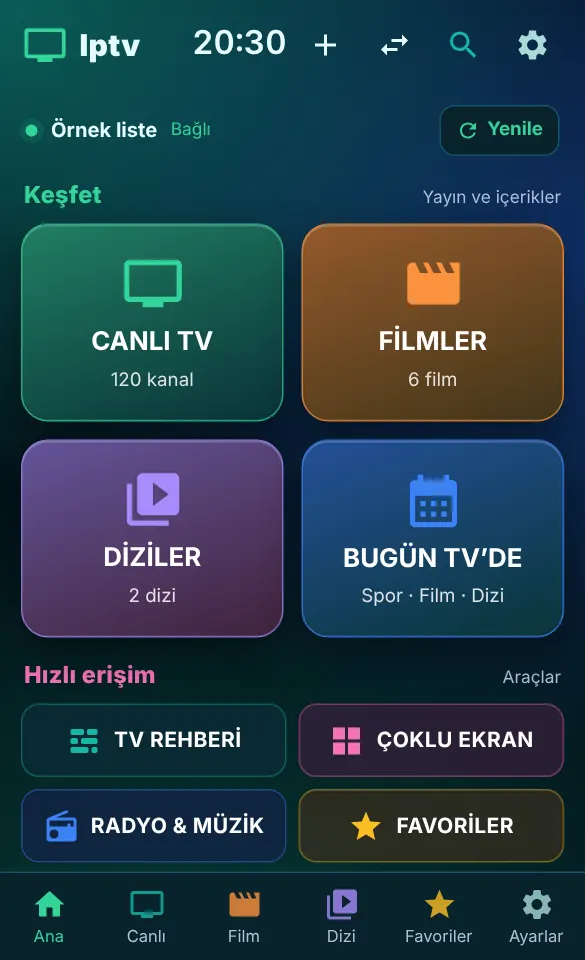 Iptv 20:30
Örnek liste Bağlı Yenile
Keşfet Yayın ve içerikler
CANLI TV
120 kanal
FİLMLER
6 film
DİZİLER
2 dizi
BUGÜN TV’DE
Spor · Film · Dizi
Hızlı erişim Araçlar
TV REHBERİ
ÇOKLU EKRAN
RADYO & MÜZİK
FAVORİLER
Ana Canlı Film Dizi Favoriler Ayarlar